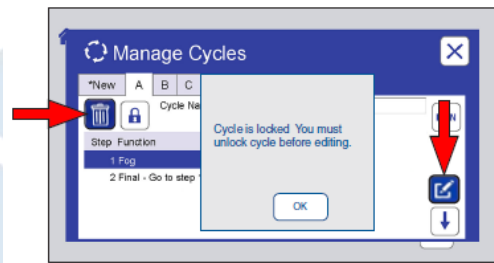 Manage Cycles
*New A B C
Cycle Na
Cycle is locked You must
unlock cycle before editing.
Step Function
1 Fog
2 Final - Go to step
OK